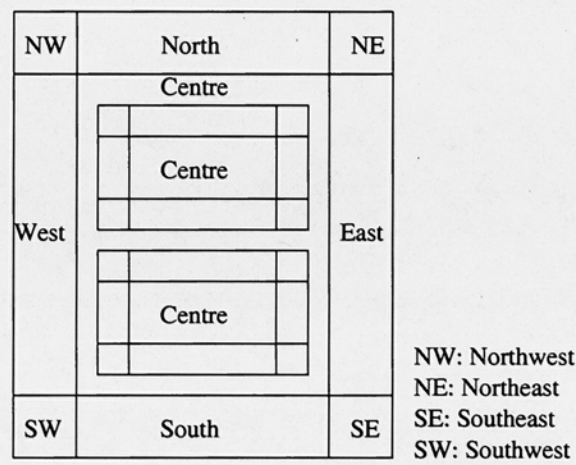 NW North NE
Centre
Centre
West East
Centre
NW: Northwest
NE: Northeast
SE: Southeast
SW: Southwest
SW South SE